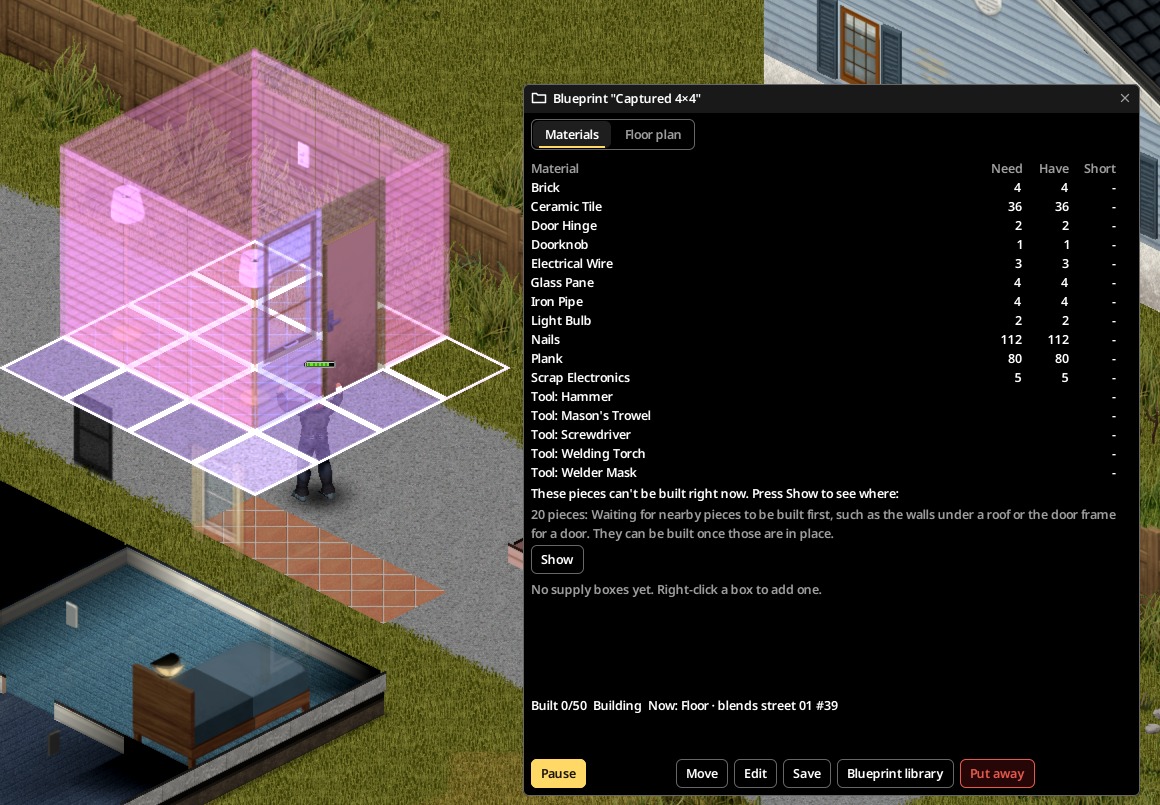 Blueprint "Captured 4×4"
Materials Floor plan
Material Need Have Short
Brick 4 4 -
Ceramic Tile 36 36 -
Door Hinge 2 2 -
Doorknob 1 1 -
Electrical Wire 3 3 -
Glass Pane 4 4 -
Iron Pipe 4 4 -
Light Bulb 2 2 -
Nails 112 112 -
Plank 80 80 -
Scrap Electronics 5 5 -
Tool: Hammer -
Tool: Mason's Trowel -
Tool: Screwdriver -
Tool: Welding Torch -
Tool: Welder Mask -
These pieces can't be built right now. Press Show to see where:
20 pieces: Waiting for nearby pieces to be built first, such as the walls under a roof or the door frame
for a door. They can be built once those are in place.
Show
No supply boxes yet. Right-click a box to add one.
Built 0/50 Building Now: Floor · blends street 01 #39
Pause Move Edit Save Blueprint library Put away